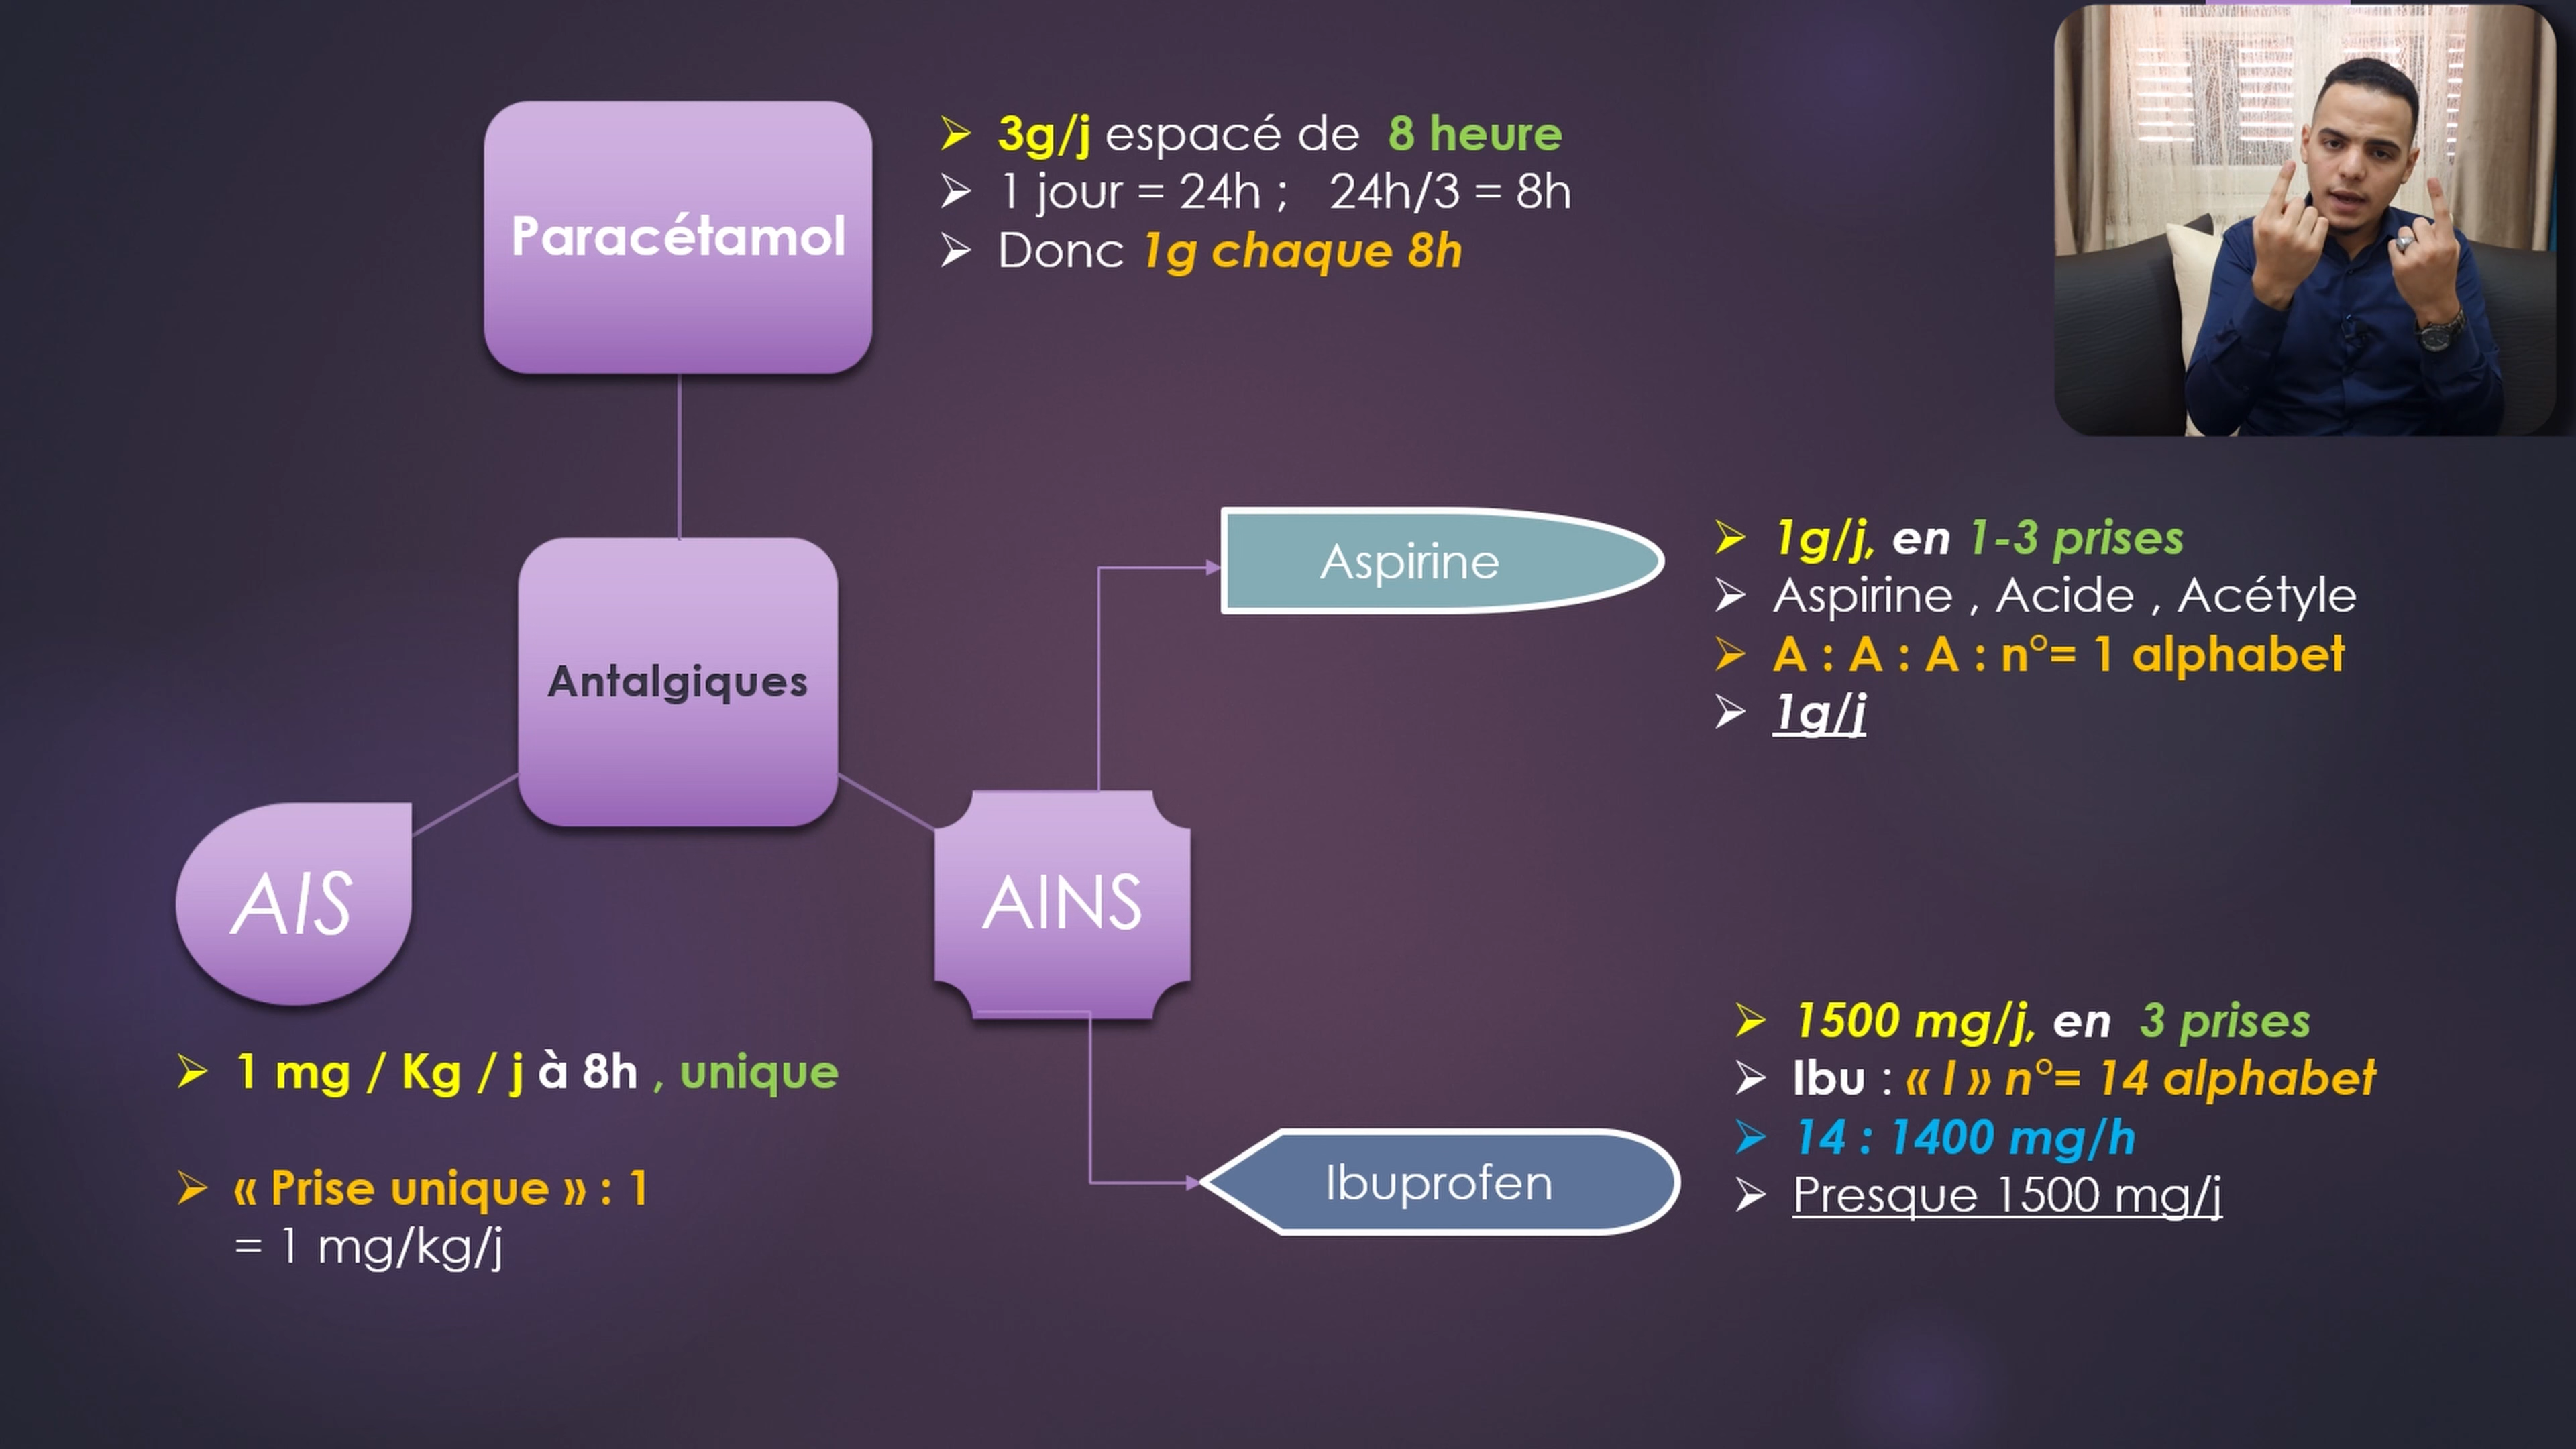 Paracétamol
➢ 3g/j espacé de 8 heure
➢ 1 jour = 24h ; 24h/3 = 8h
➢ Donc 1g chaque 8h
Antalgiques
Aspirine
➢ 1g/j, en 1-3 prises
➢ Aspirine , Acide , Acétyle
➢ A : A : A : n°= 1 alphabet
➢ 1g/j
AIS
➢ 1 mg / Kg / j à 8h , unique
➢ « Prise unique » : 1
= 1 mg/kg/j
AINS
Ibuprofen
➢ 1500 mg/j, en 3 prises
➢ Ibu : « I » n°= 14 alphabet
➢ 14 : 1400 mg/h
➢ Presque 1500 mg/j